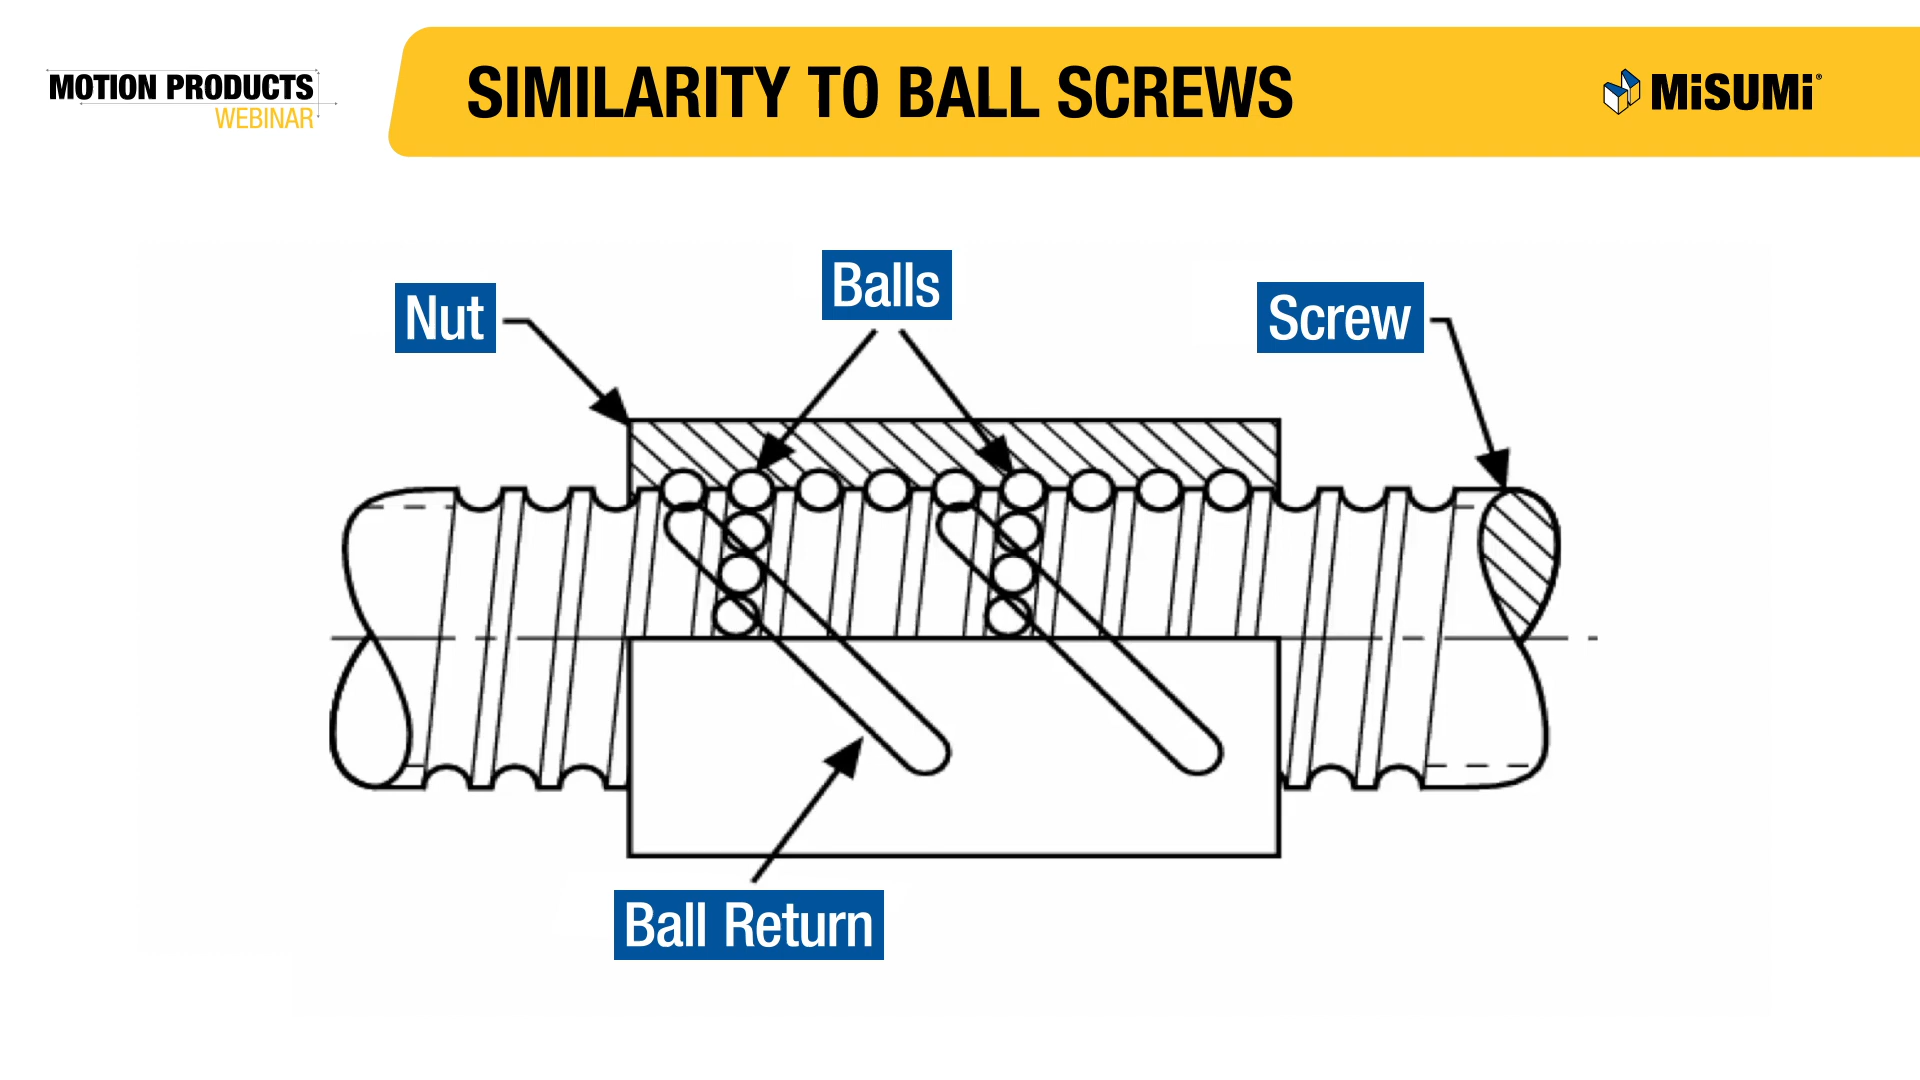 MOTION PRODUCTS
WEBINAR
SIMILARITY TO BALL SCREWS
MiSUMi®
Balls
Nut
Screw
Ball Return